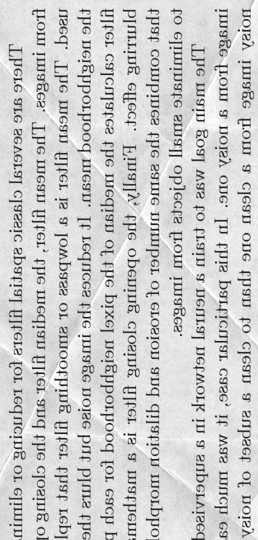 There are several classic spatial filters for reducing or elimin
from images. The mean filter, the median filter and the closing o
used. The mean filter is a lowpass or smoothing filter that repl
the neighborhood mean. It reduces the image noise but blurs the
filter calculates the median of the pixel neighborhood for each p
blurring effect. Finally, the opening closing filter is a mathema
that combines the same number of erosion and dilation morpho
to eliminate small objects from images.
The main goal was to train a neural network in a supervised
image from a noisy one. In this particular case, it was much eas
noisy image from a clean one than to clean a subset of noisy